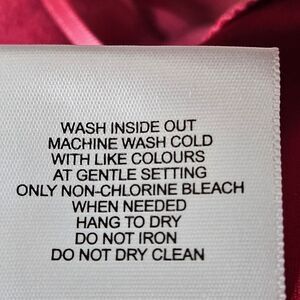 WASH INSIDE OUT
MACHINE WASH COLD
WITH LIKE COLOURS
AT GENTLE SETTING
ONLY NON-CHLORINE BLEACH
WHEN NEEDED
HANG TO DRY
DO NOT IRON
DO NOT DRY CLEAN